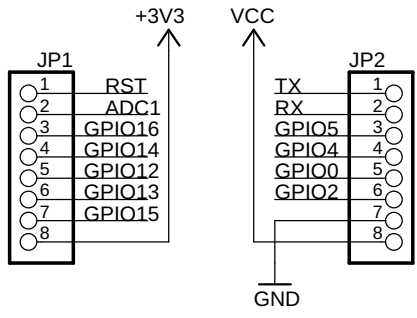 +3V3 VCC
JP1 JP2
1 RST TX 1
2 ADC1 RX 2
3 GPIO16 GPIO5 3
4 GPIO14 GPIO4 4
5 GPIO12 GPIO0 5
6 GPIO13 GPIO2 6
7 GPIO15 7
8 8
GND